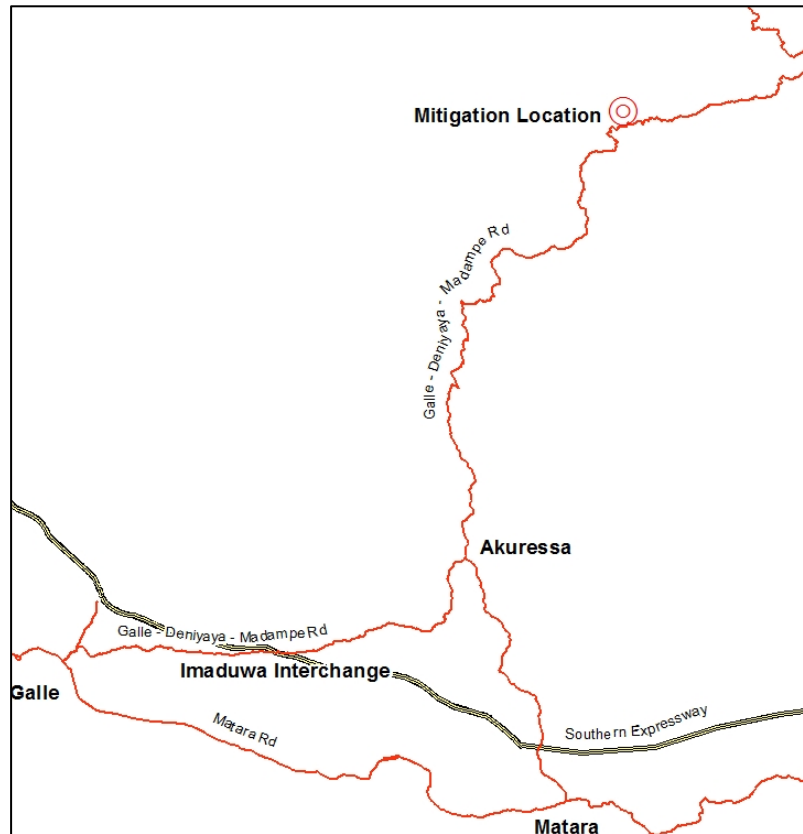 Mitigation Location
Galle - Deniyaya - Madampe Rd
Akuressa
Galle - Deniyaya - Madampe Rd
Imaduwa Interchange
Galle
Matara Rd
Southern Expressway
Matara